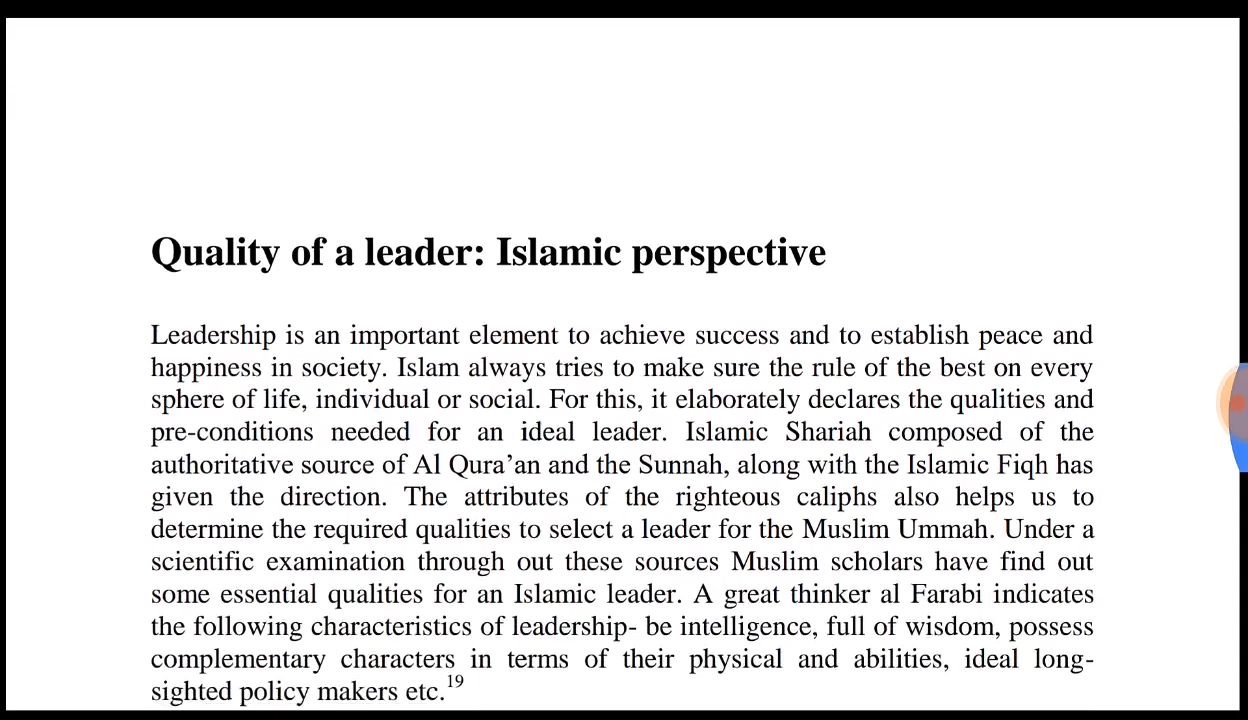 Quality of a leader: Islamic perspective
Leadership is an important element to achieve success and to establish peace and
happiness in society. Islam always tries to make sure the rule of the best on every
sphere of life, individual or social. For this, it elaborately declares the qualities and
pre-conditions needed for an ideal leader. Islamic Shariah composed of the
authoritative source of Al Qura’an and the Sunnah, along with the Islamic Fiqh has
given the direction. The attributes of the righteous caliphs also helps us to
determine the required qualities to select a leader for the Muslim Ummah. Under a
scientific examination through out these sources Muslim scholars have find out
some essential qualities for an Islamic leader. A great thinker al Farabi indicates
the following characteristics of leadership- be intelligence, full of wisdom, possess
complementary characters in terms of their physical and abilities, ideal long-
sighted policy makers etc.19